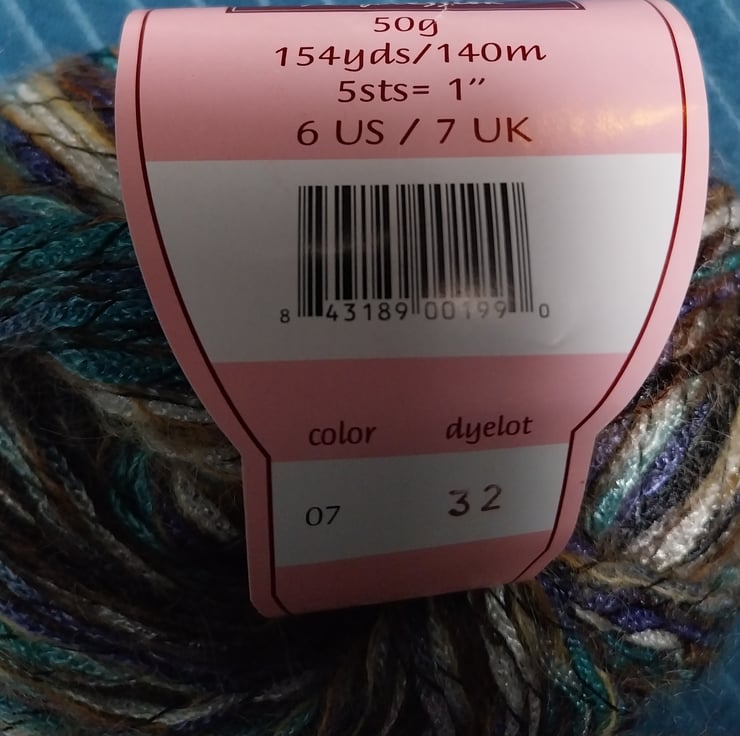 50g
154yds/140m
5sts= 1"
6 US / 7 UK
8 43189 00199 0
color dyelot
07 32